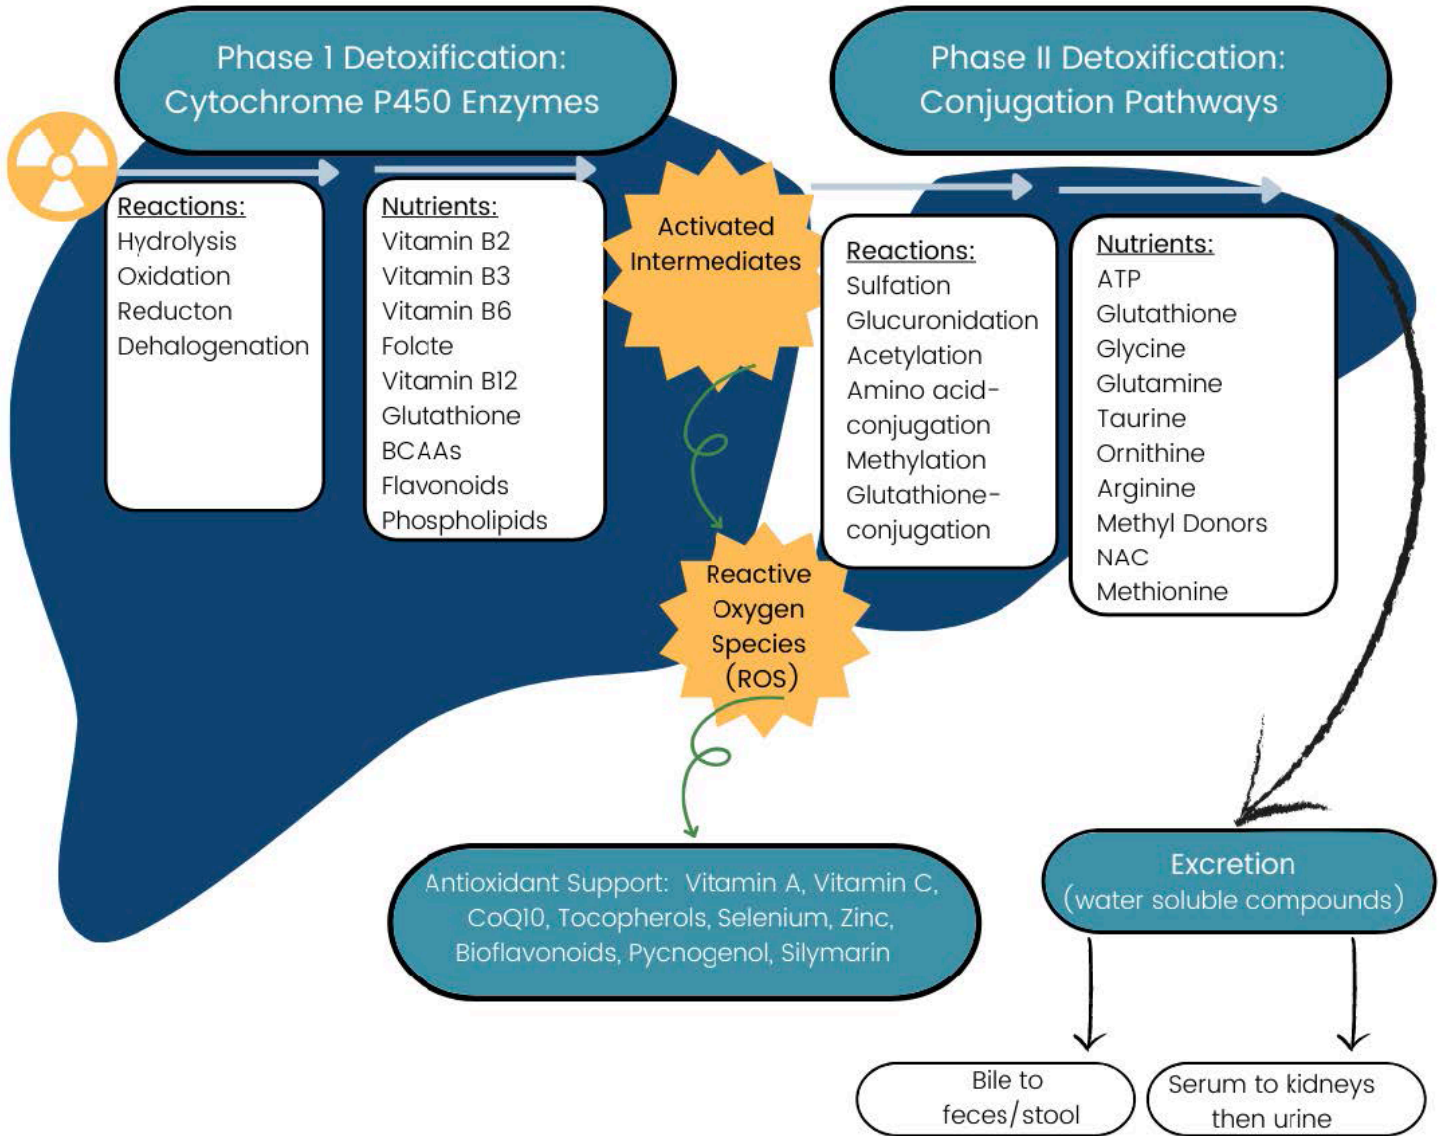 Phase 1 Detoxification:
Cytochrome P450 Enzymes
Reactions:
Hydrolysis
Oxidation
Reducton
Dehalogenation
Nutrients:
Vitamin B2
Vitamin B3
Vitamin B6
Folcte
Vitamin B12
Glutathione
BCAAs
Flavonoids
Phospholipids
Activated
Intermediates
Reactive
Oxygen
Species
(ROS)
Antioxidant Support: Vitamin A, Vitamin C,
CoQ10, Tocopherols, Selenium, Zinc,
Bioflavonoids, Pycnogenol, Silymarin
Phase II Detoxification:
Conjugation Pathways
Reactions:
Sulfation
Glucuronidation
Acetylation
Amino acid-
conjugation
Methylation
Glutathione-
conjugation
Nutrients:
ATP
Glutathione
Glycine
Glutamine
Taurine
Ornithine
Arginine
Methyl Donors
NAC
Methionine
Excretion
(water soluble compounds)
Bile to
feces/stool
Serum to kidneys
then urine